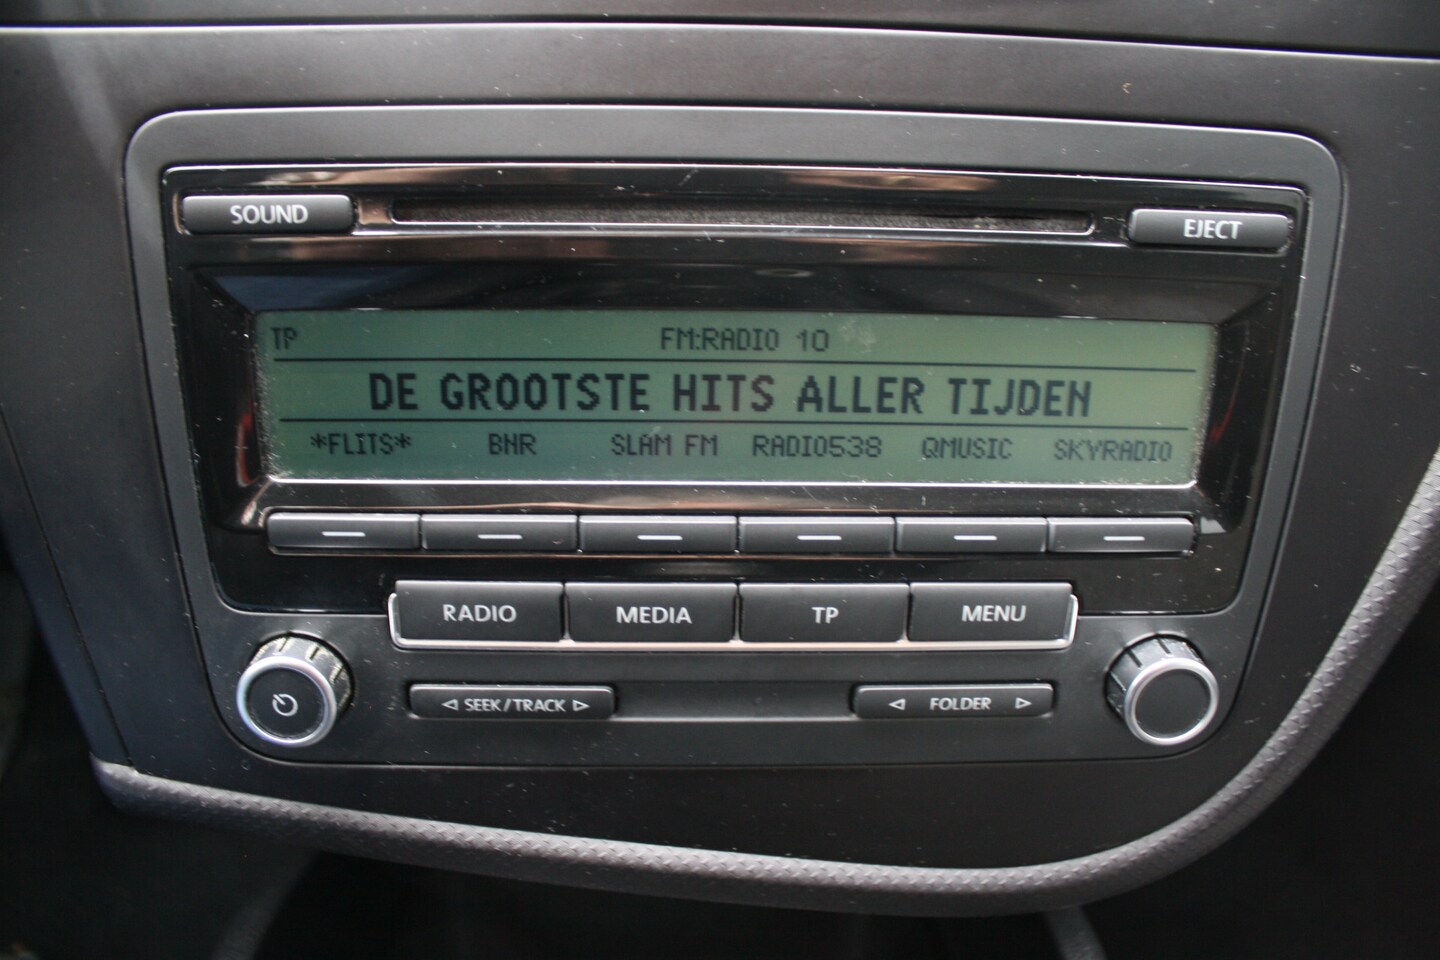 SOUND EJECT
TP FM:RADIO 10
DE GROOTSTE HITS ALLER TIJDEN
*FLITS* BNR SLAM FM RADIO538 QMUSIC SKYRADIO
RADIO MEDIA TP MENU
◁ SEEK/TRACK ▷ ◁ FOLDER ▷